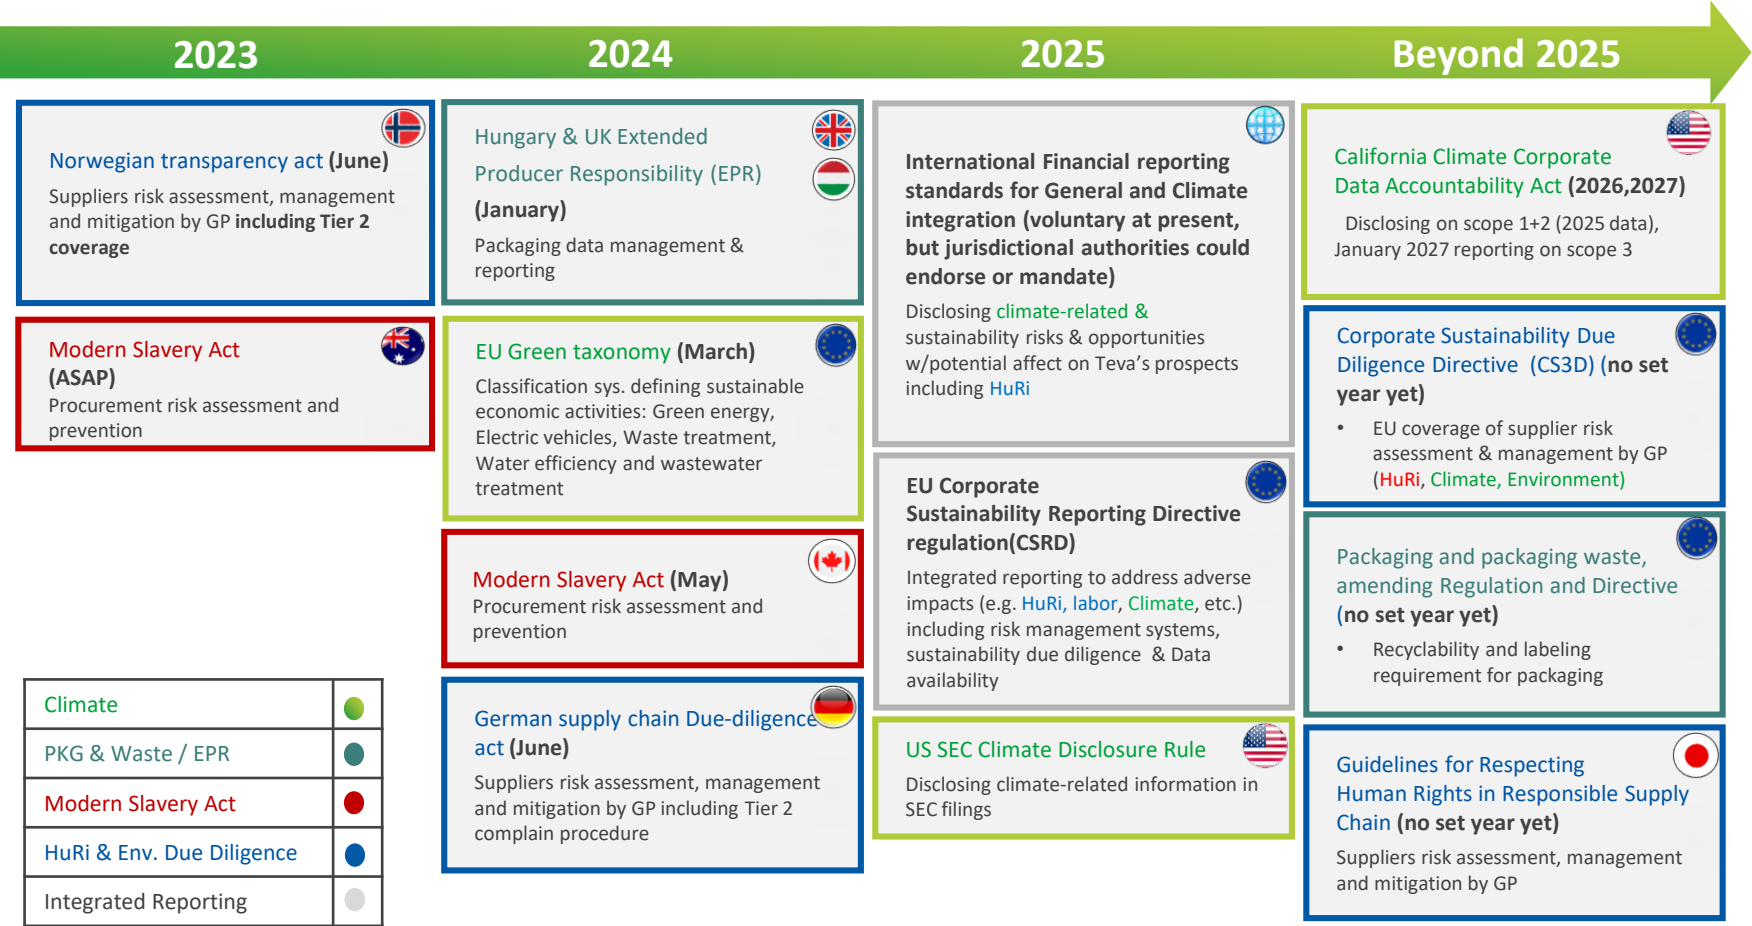 2023
2024
2025
Beyond 2025
Norwegian transparency act (June)
Suppliers risk assessment, management
and mitigation by GP including Tier 2
coverage
Modern Slavery Act
(ASAP)
Procurement risk assessment and
prevention
Hungary & UK Extended
Producer Responsibility (EPR)
(January)
Packaging data management &
reporting
EU Green taxonomy (March)
Classification sys. defining sustainable
economic activities: Green energy,
Electric vehicles, Waste treatment,
Water efficiency and wastewater
treatment
Modern Slavery Act (May)
Procurement risk assessment and
prevention
German supply chain Due-diligence
act (June)
Suppliers risk assessment, management
and mitigation by GP including Tier 2
complain procedure
International Financial reporting
standards for General and Climate
integration (voluntary at present,
but jurisdictional authorities could
endorse or mandate)
Disclosing climate-related &
sustainability risks & opportunities
w/potential affect on Teva's prospects
including HuRi
EU Corporate
Sustainability Reporting Directive
regulation(CSRD)
Integrated reporting to address adverse
impacts (e.g. HuRi, labor, Climate, etc.)
including risk management systems,
sustainability due diligence & Data
availability
US SEC Climate Disclosure Rule
Disclosing climate-related information in
SEC filings
California Climate Corporate
Data Accountability Act (2026,2027)
Disclosing on scope 1+2 (2025 data),
January 2027 reporting on scope 3
Corporate Sustainability Due
Diligence Directive (CS3D) (no set
year yet)
• EU coverage of supplier risk
assessment & management by GP
(HuRi, Climate, Environment)
Packaging and packaging waste,
amending Regulation and Directive
(no set year yet)
• Recyclability and labeling
requirement for packaging
Guidelines for Respecting
Human Rights in Responsible Supply
Chain (no set year yet)
Suppliers risk assessment, management
and mitigation by GP
Climate
PKG & Waste / EPR
Modern Slavery Act
HuRi & Env. Due Diligence
Integrated Reporting